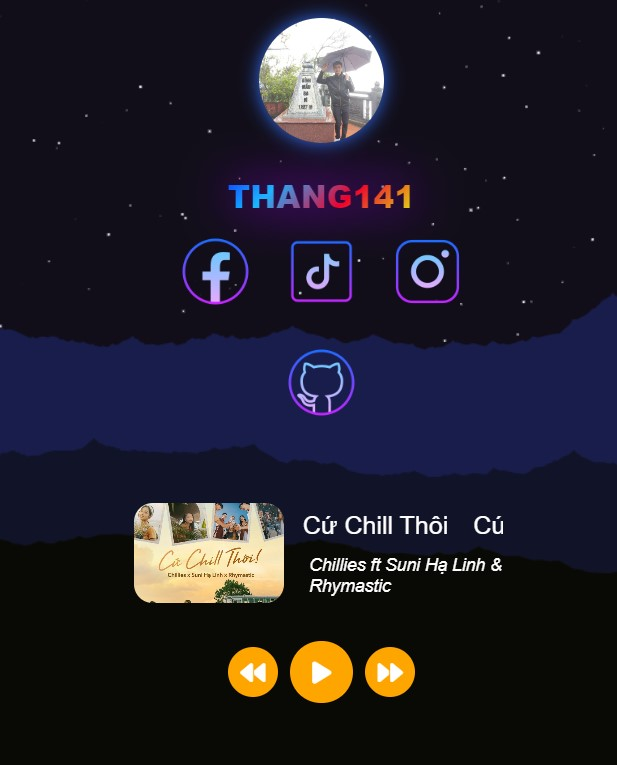 THANG141
Cứ Chill Thôi Cứ
Cứ Chill Thôi!
Chillies x Suni Hạ Linh x Rhymastic
Chillies ft Suni Hạ Linh &
Rhymastic